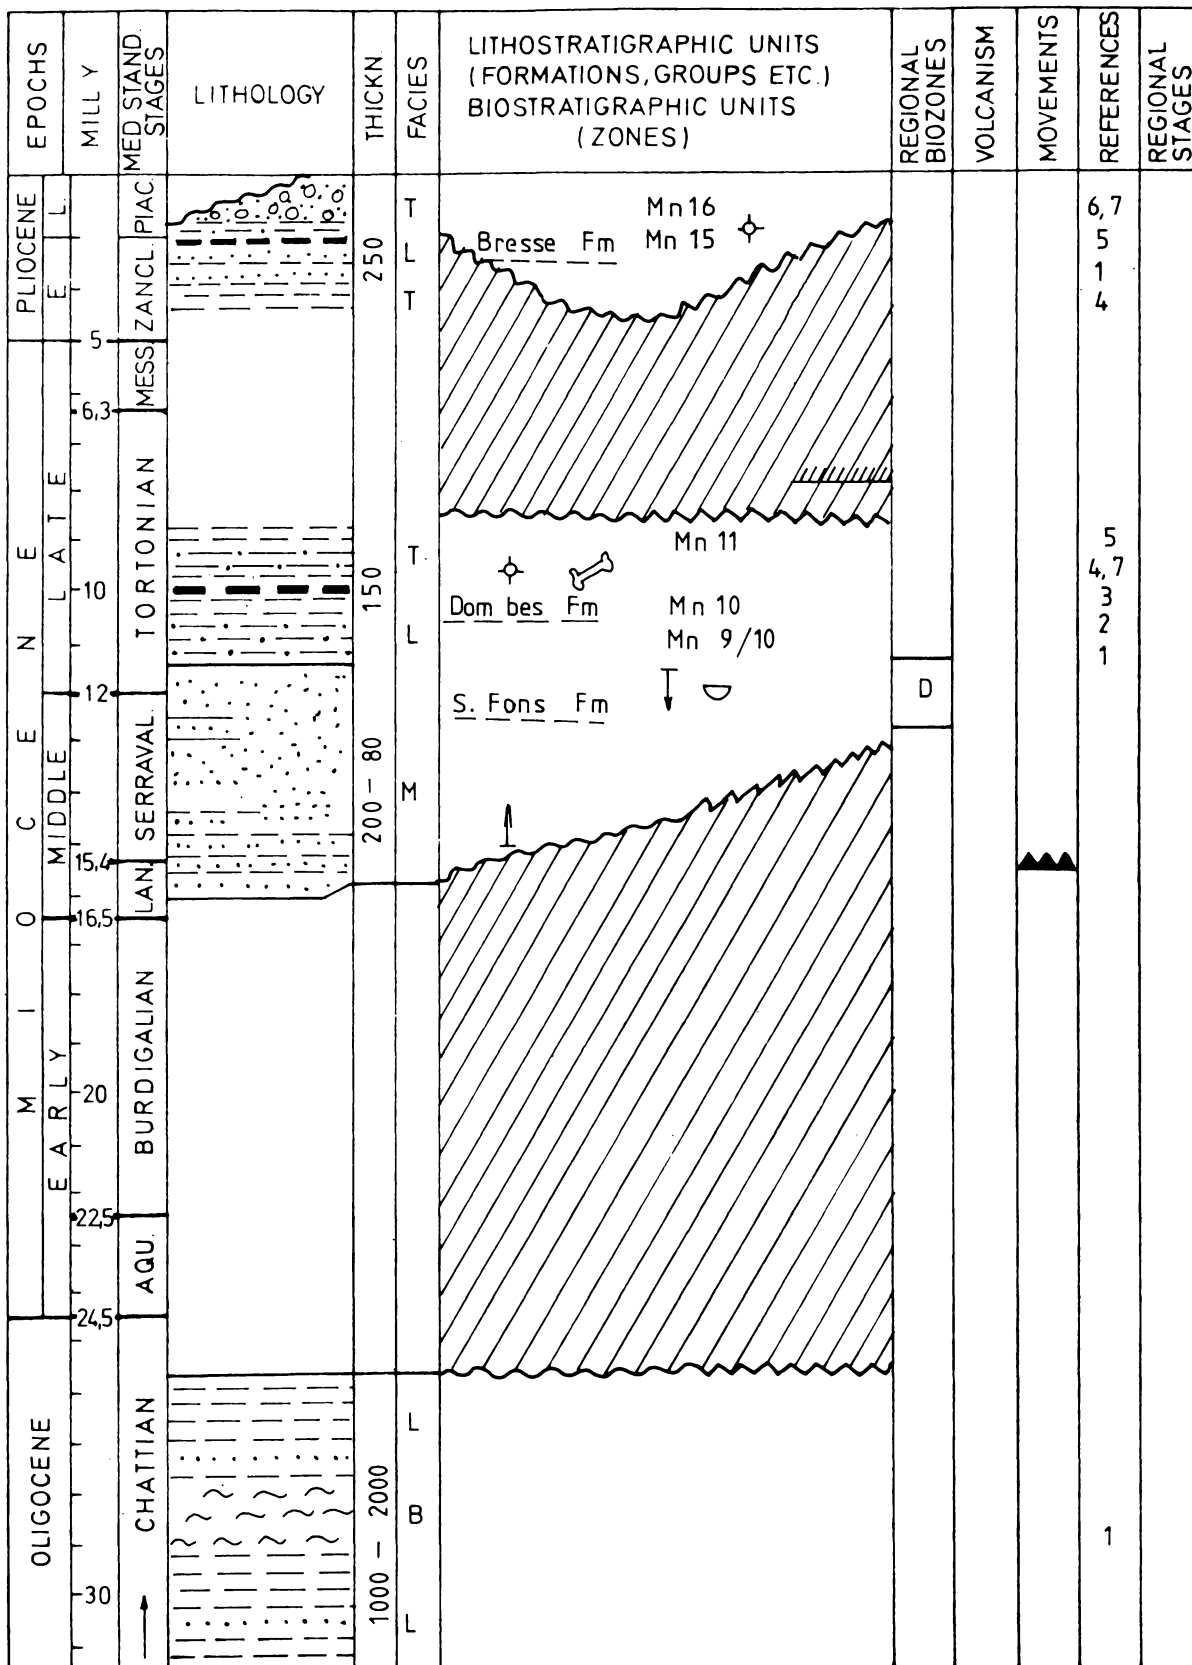 EPOCHS
MILL Y
MED STAND.
STAGES
LITHOLOGY
THICKN
FACIES
LITHOSTRATIGRAPHIC UNITS
(FORMATIONS, GROUPS ETC.)
BIOSTRATIGRAPHIC UNITS
(ZONES)
REGIONAL
BIOZONES
VOLCANISM
MOVEMENTS
REFERENCES
REGIONAL
STAGES
PLIOCENE
L.
E.
PIAC.
ZANCL.
250
T
L
T
Mn 16
Bresse Fm Mn 15
6,7
5
1
4
5
MESS.
6,3
MIOCENE
LATE
TORTONIAN
10
150
T
L
Mn 11
Dom bes Fm Mn 10
Mn 9/10
5
4,7
3
2
1
12
MIDDLE
SERRAVAL.
200 - 80
M
S. Fons Fm
D
15,4
LAN.
16,5
EARLY
BURDIGALIAN
20
22,5
AQU.
24,5
OLIGOCENE
CHATTIAN
30
1000 - 2000
L
B
L
1